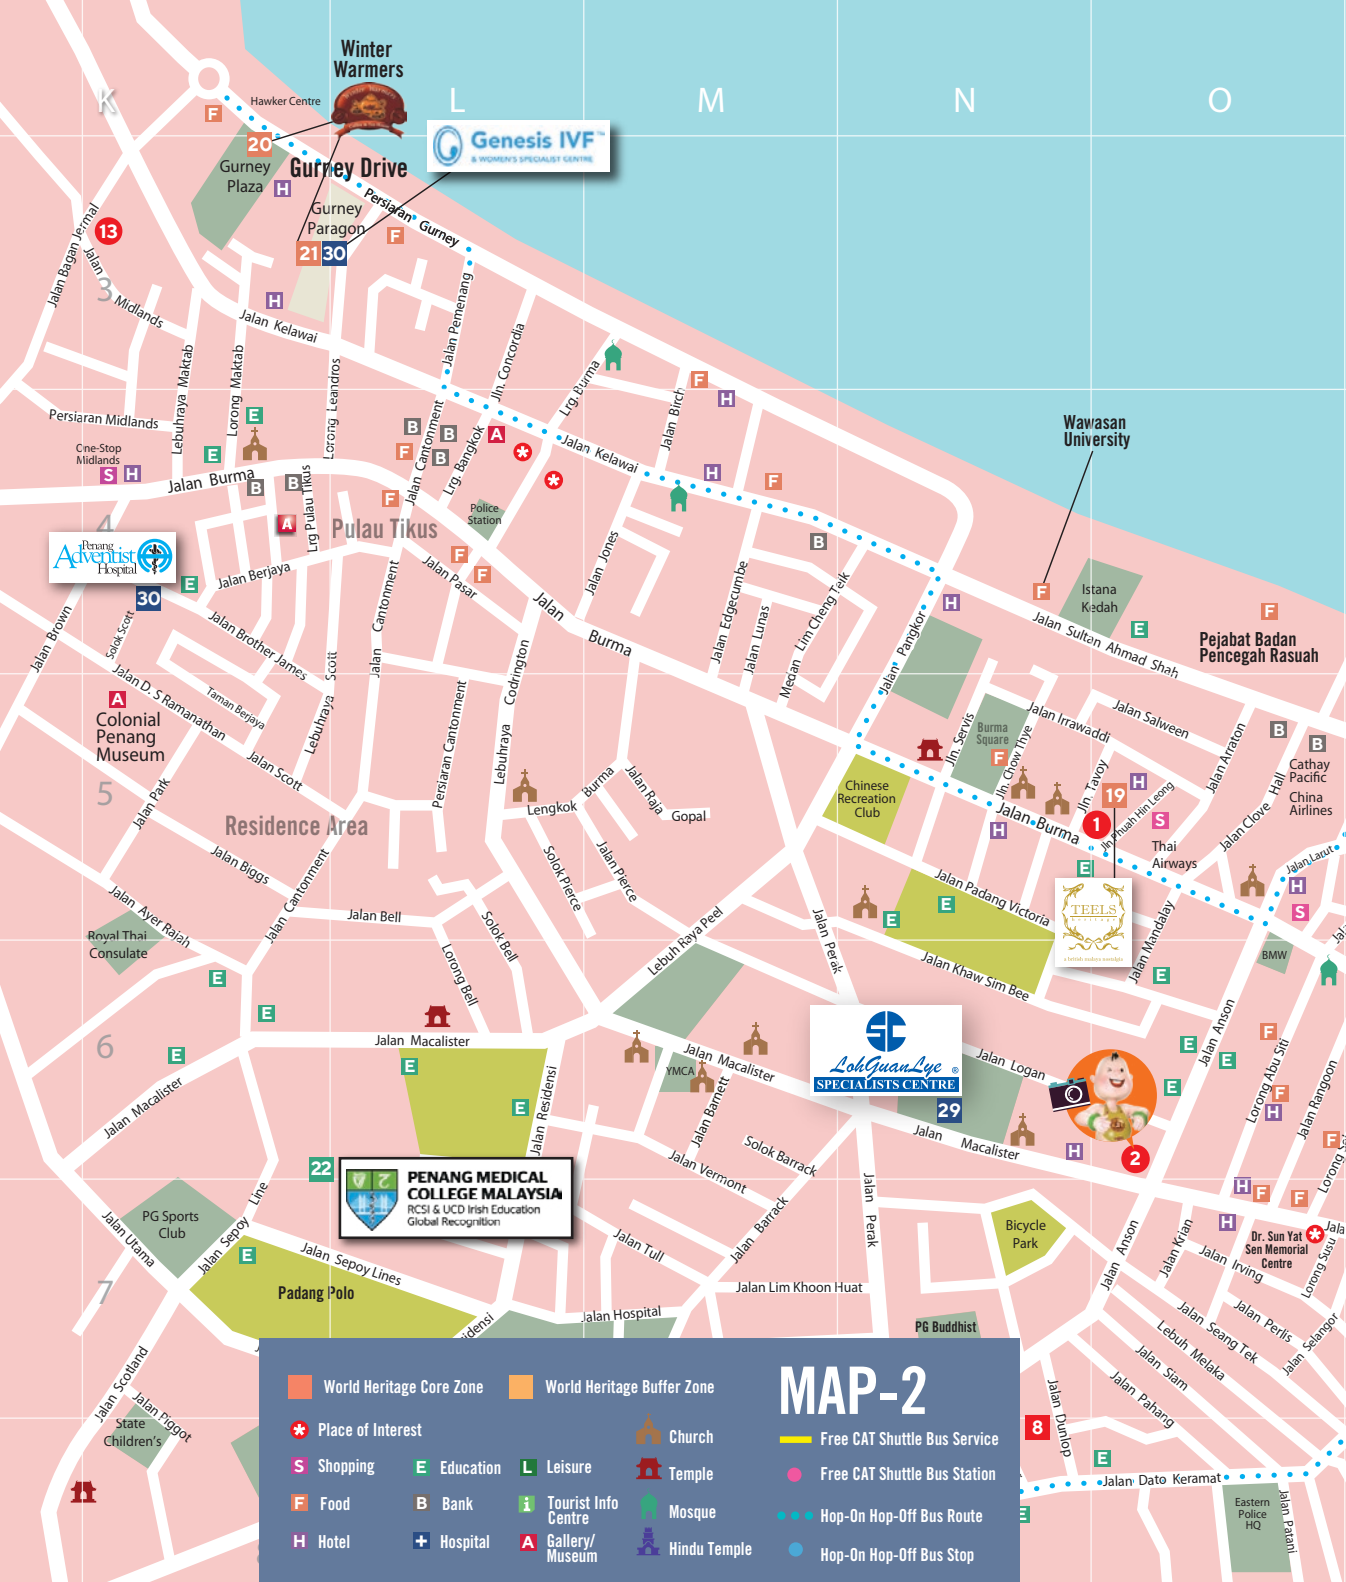 Winter
Warmers
K
L
M
N
O
Hawker Centre
F
20
Winter Warmers
Genesis IVF
& WOMEN'S SPECIALIST CENTRE
Gurney
Plaza
H
Gurney Drive
Persiaran Gurney
Gurney
Paragon
F
21
30
13
Jalan Bagan Jermal
Jalan Midlands
3
H
Jalan Kelawai
Jalan Pemenang
Jln. Concordia
Lrg. Burma
Lebuhraya Maktab
Lorong Maktab
Lorong Leandros
Jalan Birch
F
H
Persiaran Midlands
E
E
One-Stop
Midlands
S
H
Jalan Burma
B
B
B
B
B
A
F
Jalan Cantonment
Lrg. Bangkok
Jalan Kelawai
H
F
Wawasan
University
4
A
Lrg Pulau Tikus
Pulau Tikus
F
Police
Station
B
Penang
Adventist
Hospital
30
E
Jalan Berjaya
Jalan Pasar
F
F
Jalan Jones
Jalan Burma
Jalan Edgecumbe
Jalan Lunas
Medan Lim Cheng Teik
Jalan Pangkor
H
F
Istana
Kedah
E
Jalan Sultan Ahmad Shah
F
Pejabat Badan
Pencegah Rasuah
Jalan Brown
Solok Scott
Jalan Brother James
Jalan D. S Ramanathan
Taman Berjaya
Lebuhraya Scott
Jalan Cantonment
Lebuhraya Codrington
Persiaran Cantonment
A
Colonial
Penang
Museum
Jalan Scott
Jalan Park
5
Residence Area
Lengkok Burma
Jalan Raja Gopal
Solok Pierce
Jalan Pierce
Jln. Servis
Burma
Square
F
Jln. Chow Thye
Jalan Irrawaddi
Jalan Salween
Jln. Tavoy
Jalan Arraton
B
B
Cathay
Pacific
China
Airlines
Chinese
Recreation
Club
H
Jalan Burma
19
H
1
Jln Phuah Hin Leong
S
Thai
Airways
Jalan Clove Hall
Jalan Larut
H
S
Jalan Biggs
Jalan Ayer Rajah
Royal Thai
Consulate
Jalan Cantonment
Jalan Bell
Solok Bell
Lorong Bell
Lebuh Raya Peel
Jalan Perak
E
E
Jalan Padang Victoria
Jalan Khaw Sim Bee
E
TEELS
heritage
Jalan Mandalay
E
BMW
E
E
6
E
Jalan Macalister
Jalan Macalister
E
E
Jalan Residensi
YMCA
Jalan Macalister
Jalan Barnett
SC
LohGuanLye
SPECIALISTS CENTRE
29
Jalan Logan
Jalan Macalister
H
2
E
E
E
Jalan Anson
F
Lorong Abu Siti
F
H
Jalan Rangoon
F
22
PENANG MEDICAL
COLLEGE MALAYSIA
RCSI & UCD Irish Education
Global Recognition
Solok Barrack
Jalan Vermont
Jalan Barrack
Jalan Perak
H
F
F
PG Sports
Club
Jalan Utama
Jalan Sepoy Line
E
Jalan Sepoy Lines
Padang Polo
7
Jalan Tull
Jalan Lim Khoon Huat
Jalan Hospital
Bicycle
Park
Jalan Anson
Jalan Krian
H
Dr. Sun Yat
Sen Memorial
Centre
Jalan Irving
Lorong Susu
Jalan Seang Tek
Jalan Perlis
Jalan Selangor
Lebuh Melaka
Jalan Siam
Jalan Pahang
PG Buddhist
Jalan Scotland
Jalan Piggot
State
Children's
8
Jalan Dunlop
E
E
Jalan Dato Keramat
Eastern
Police
HQ
Jalan Patani
MAP-2
World Heritage Core Zone
World Heritage Buffer Zone
Place of Interest
S Shopping
F Food
H Hotel
E Education
B Bank
Hospital
L Leisure
i Tourist Info
Centre
A Gallery/
Museum
Church
Temple
Mosque
Hindu Temple
Free CAT Shuttle Bus Service
Free CAT Shuttle Bus Station
Hop-On Hop-Off Bus Route
Hop-On Hop-Off Bus Stop